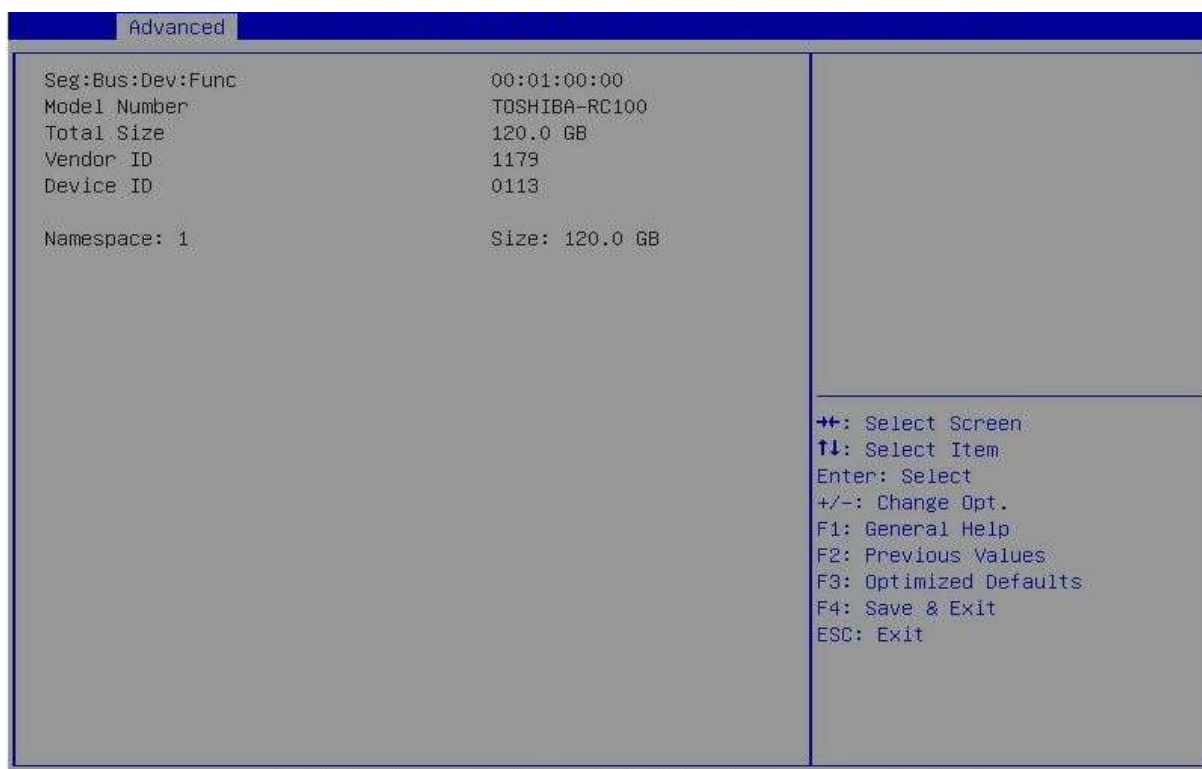 Advanced
Seg:Bus:Dev:Func 00:01:00:00
Model Number TOSHIBA-RC100
Total Size 120.0 GB
Vendor ID 1179
Device ID 0113
Namespace: 1 Size: 120.0 GB
→←: Select Screen
↑↓: Select Item
Enter: Select
+/-: Change Opt.
F1: General Help
F2: Previous Values
F3: Optimized Defaults
F4: Save & Exit
ESC: Exit